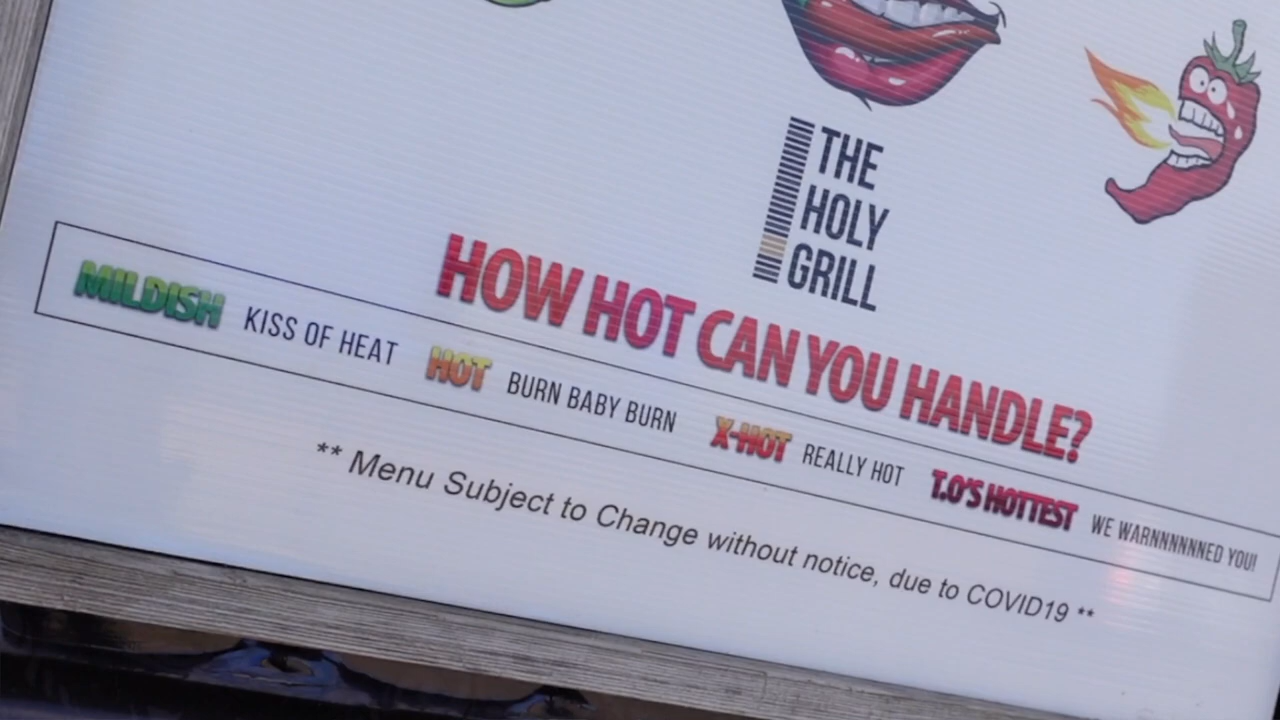 THE
HOLY
GRILL
HOW HOT CAN YOU HANDLE?
MILDISH KISS OF HEAT HOT BURN BABY BURN X-HOT REALLY HOT T.O'S HOTTEST WE WARNNNNNNED YOU!
** Menu Subject to Change without notice, due to COVID19 **